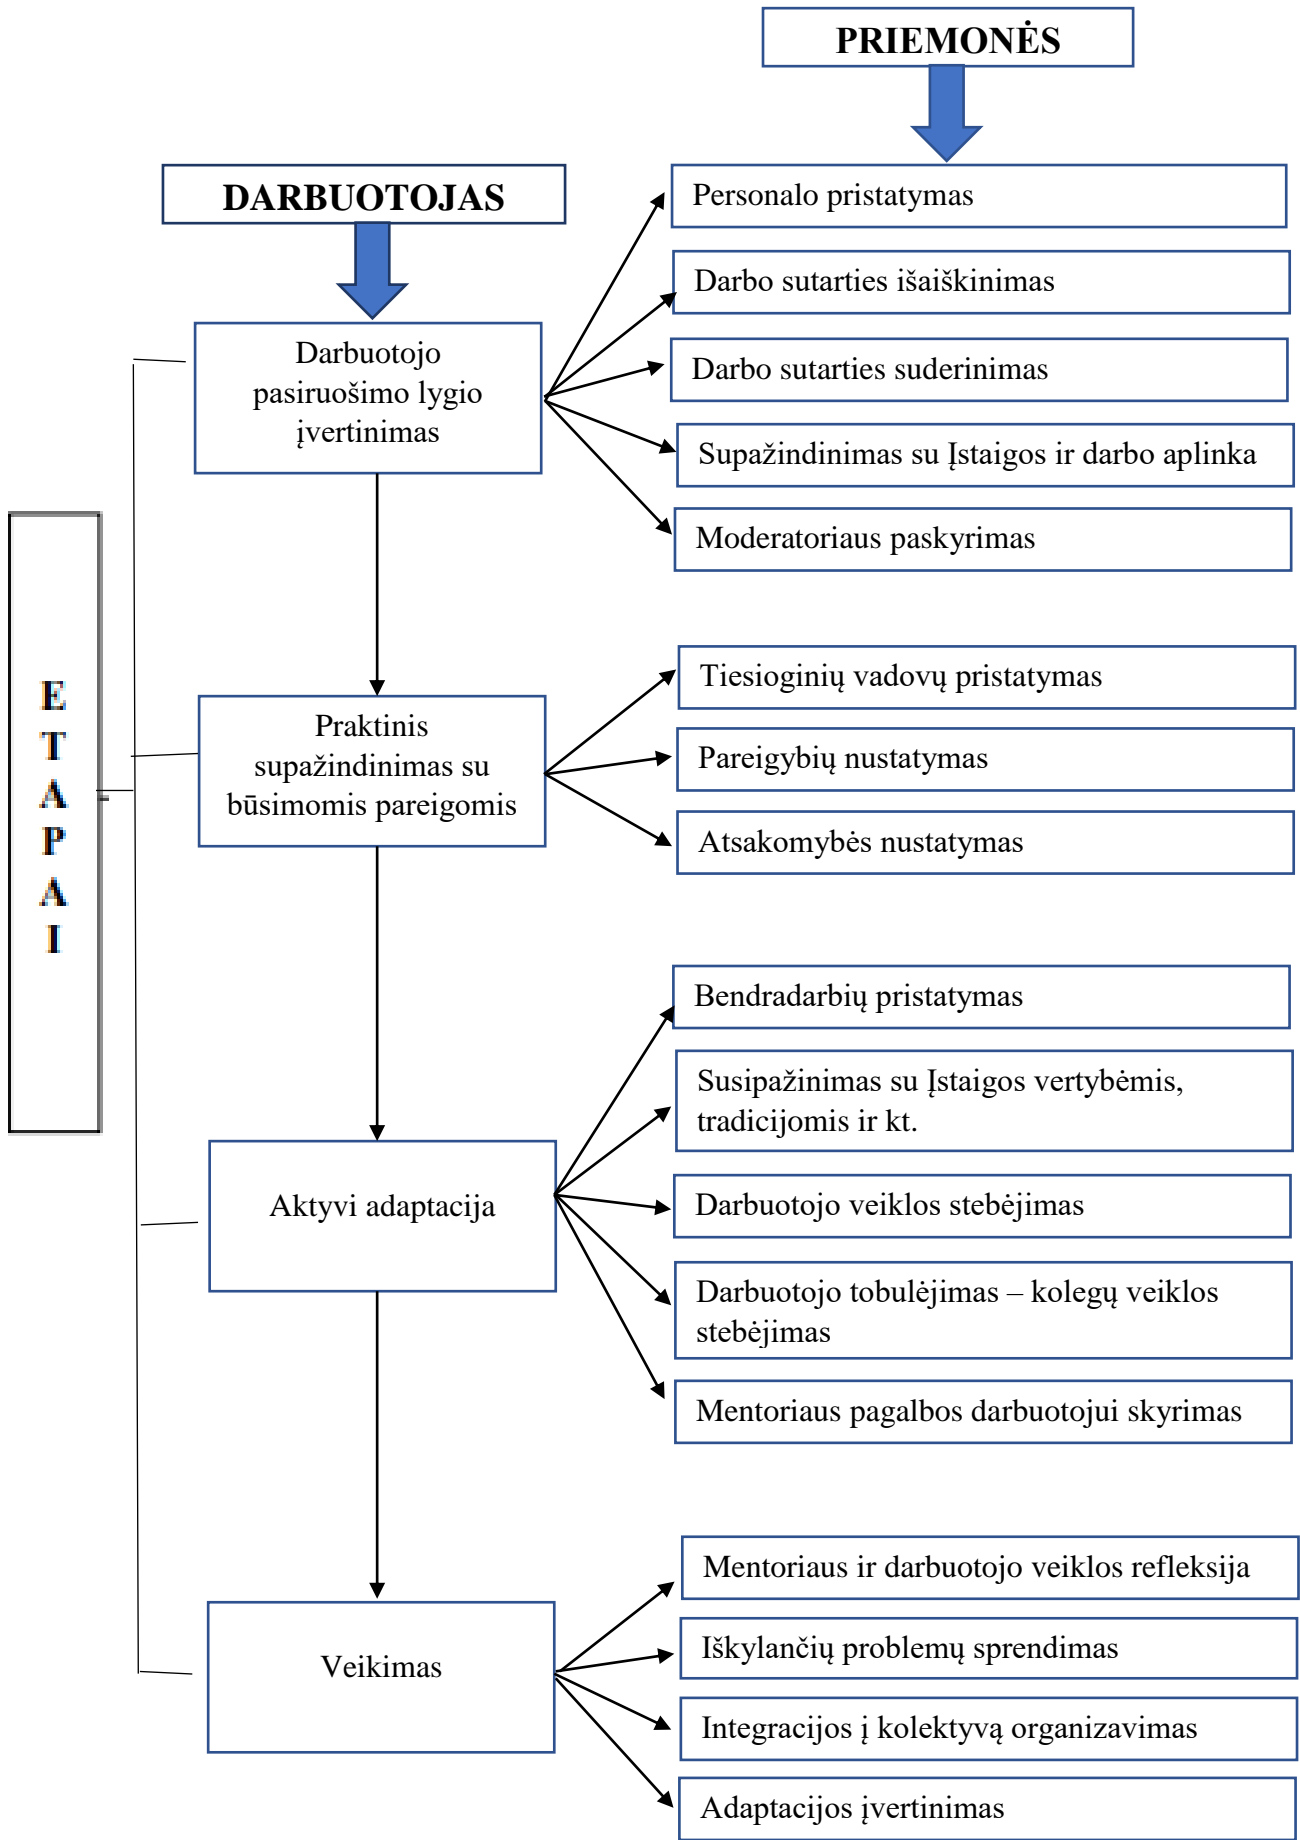 PRIEMONĖS
DARBUOTOJAS
ETAPAI
Darbuotojo
pasiruošimo lygio
įvertinimas
Personalo pristatymas
Darbo sutarties išaiškinimas
Darbo sutarties suderinimas
Supažindinimas su Įstaigos ir darbo aplinka
Moderatoriaus paskyrimas
Praktinis
supažindinimas su
būsimomis pareigomis
Tiesioginių vadovų pristatymas
Pareigybių nustatymas
Atsakomybės nustatymas
Aktyvi adaptacija
Bendradarbių pristatymas
Susipažinimas su Įstaigos vertybėmis,
tradicijomis ir kt.
Darbuotojo veiklos stebėjimas
Darbuotojo tobulėjimas – kolegų veiklos
stebėjimas
Mentoriaus pagalbos darbuotojui skyrimas
Veikimas
Mentoriaus ir darbuotojo veiklos refleksija
Iškylančių problemų sprendimas
Integracijos į kolektyvą organizavimas
Adaptacijos įvertinimas